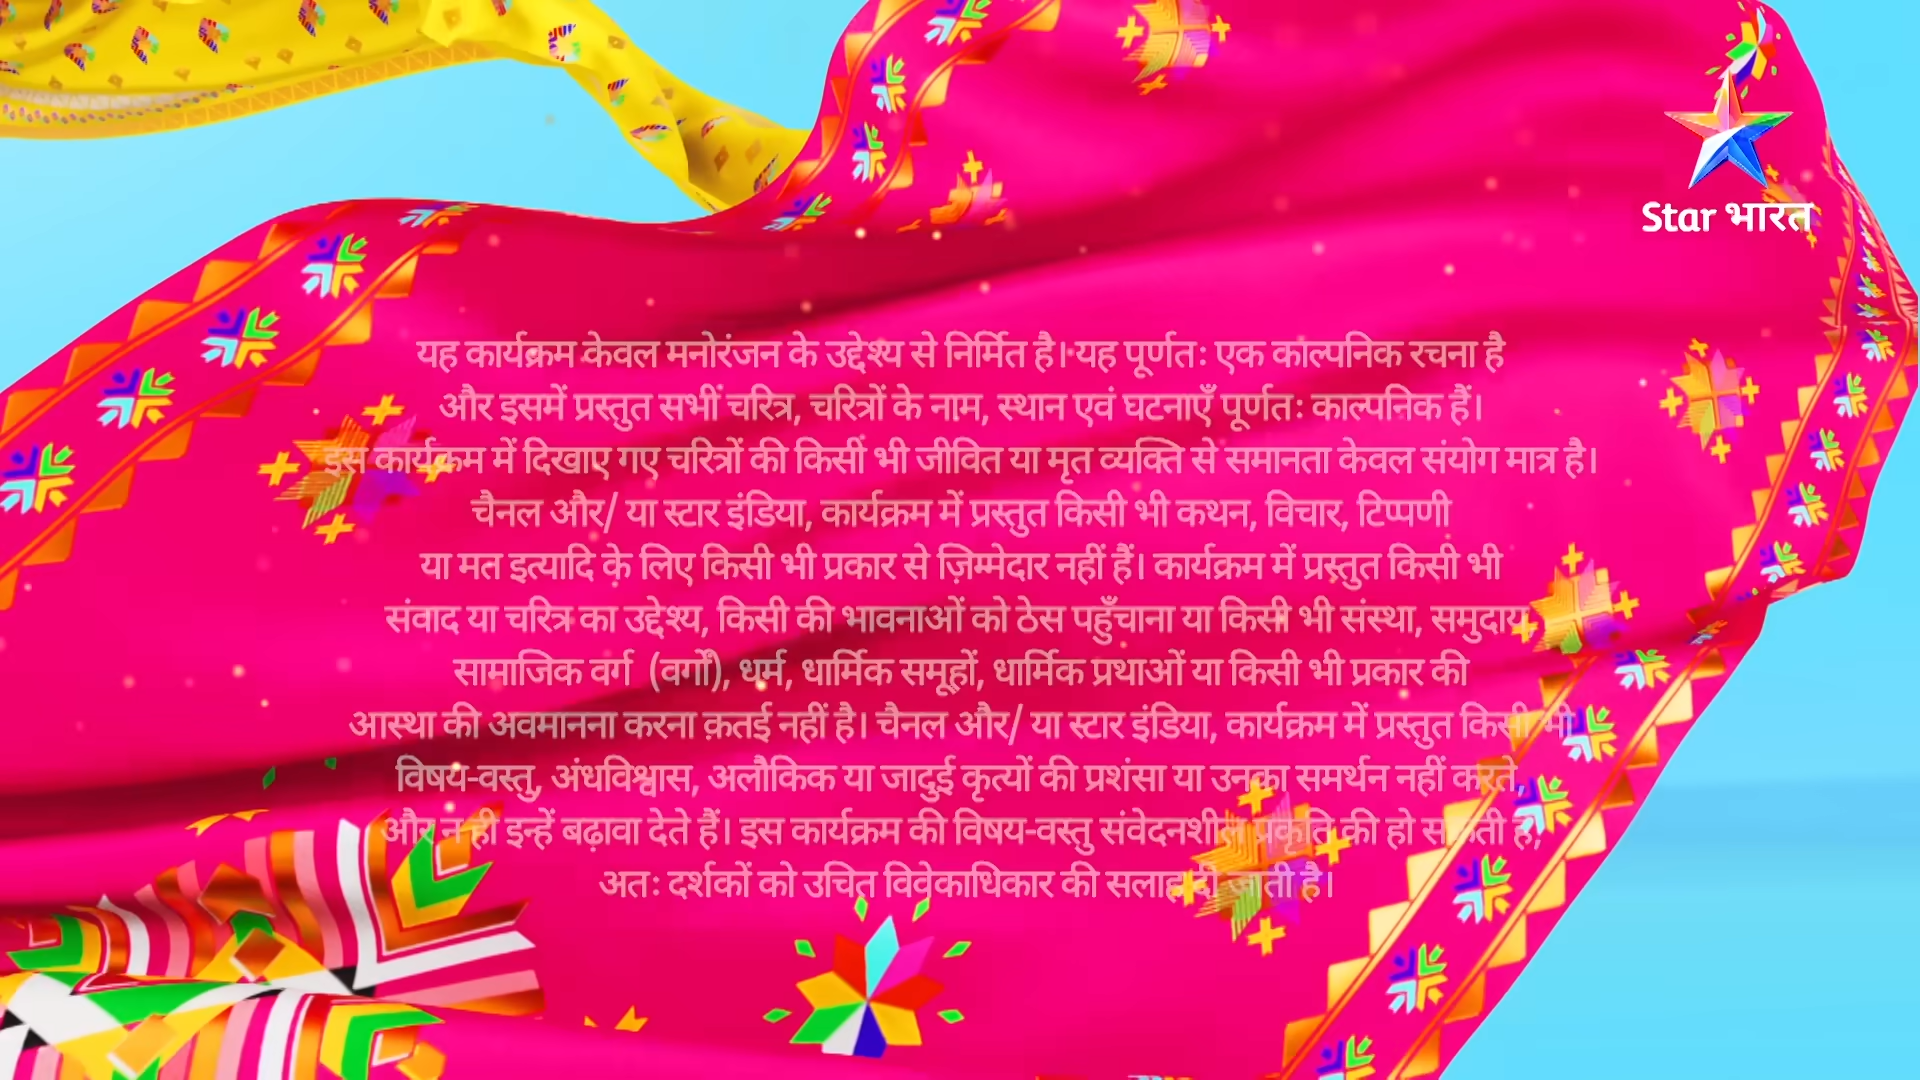 Star भारत
यह कार्यक्रम केवल मनोरंजन के उद्देश्य से निर्मित है। यह पूर्णतः एक काल्पनिक रचना है
और इसमें प्रस्तुत सभी चरित्र, चरित्रों के नाम, स्थान एवं घटनाएँ पूर्णतः काल्पनिक हैं।
इस कार्यक्रम में दिखाए गए चरित्रों की किसी भी जीवित या मृत व्यक्ति से समानता केवल संयोग मात्र है।
चैनल और/ या स्टार इंडिया, कार्यक्रम में प्रस्तुत किसी भी कथन, विचार, टिप्पणी
या मत इत्यादि के लिए किसी भी प्रकार से ज़िम्मेदार नहीं हैं। कार्यक्रम में प्रस्तुत किसी भी
संवाद या चरित्र का उद्देश्य, किसी की भावनाओं को ठेस पहुँचाना या किसी भी संस्था, समुदाय,
सामाजिक वर्ग (वर्गों), धर्म, धार्मिक समूहों, धार्मिक प्रथाओं या किसी भी प्रकार की
आस्था की अवमानना करना क़तई नहीं है। चैनल और/ या स्टार इंडिया, कार्यक्रम में प्रस्तुत किसी भी
विषय-वस्तु, अंधविश्वास, अलौकिक या जादुई कृत्यों की प्रशंसा या उनका समर्थन नहीं करते,
और न ही इन्हें बढ़ावा देते हैं। इस कार्यक्रम की विषय-वस्तु संवेदनशील प्रकृति की हो सकती है,
अतः दर्शकों को उचित विवेकाधिकार की सलाह दी जाती है।